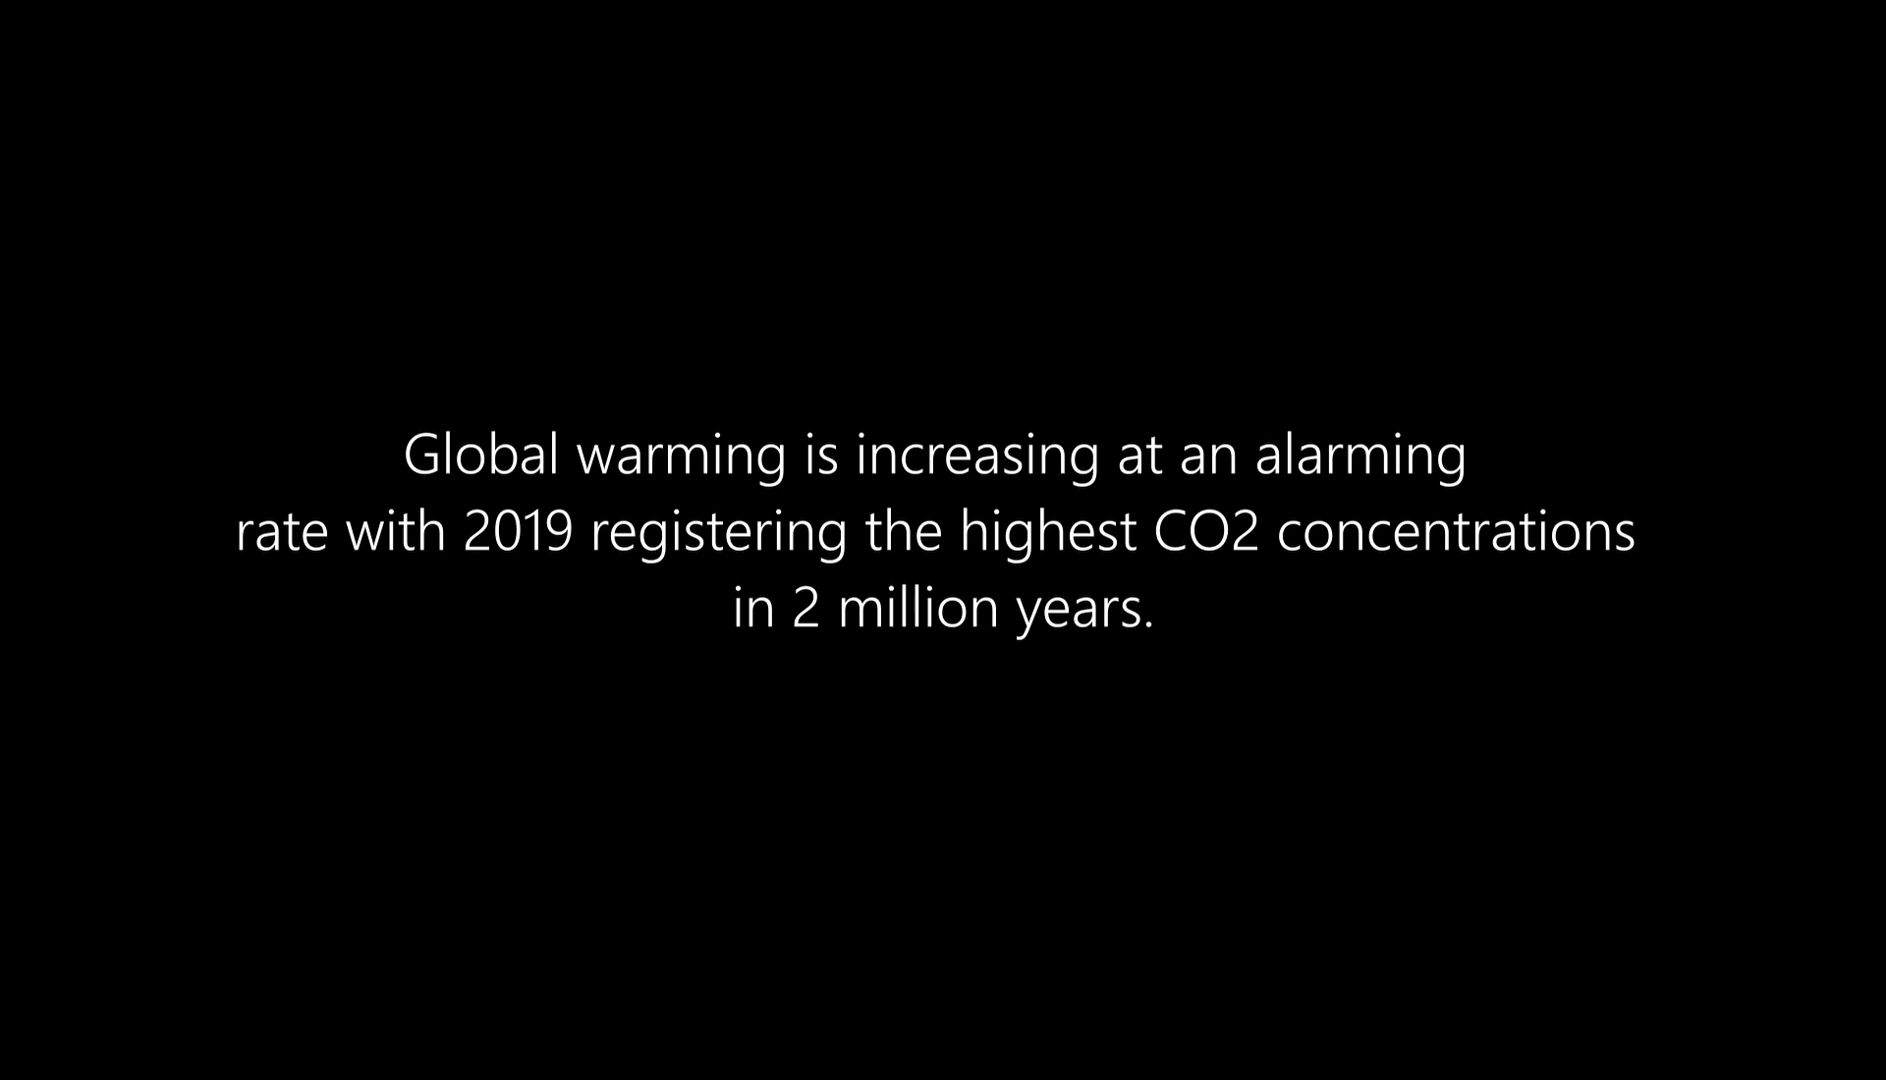 Global warming is increasing at an alarming
rate with 2019 registering the highest CO2 concentrations
in 2 million years.